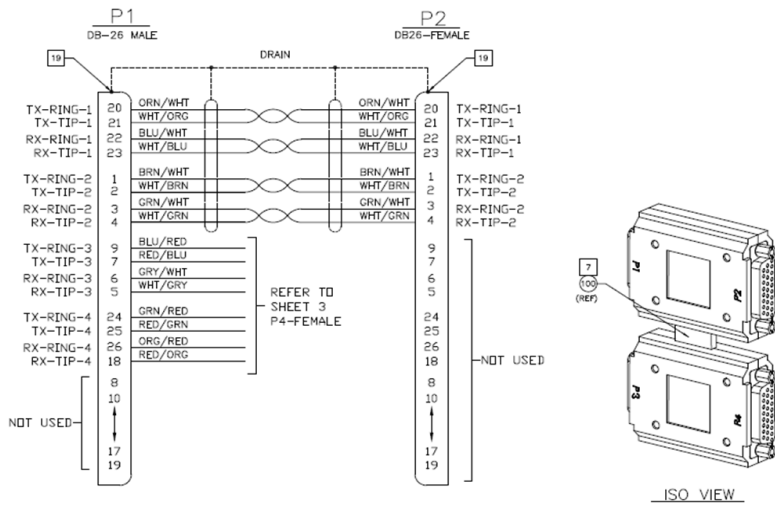 P1
DB-26 MALE
P2
DB26-FEMALE
19
DRAIN
19
TX-RING-1 20 ORN/WHT ORN/WHT 20 TX-RING-1
TX-TIP-1 21 WHT/ORG WHT/ORG 21 TX-TIP-1
RX-RING-1 22 BLU/WHT BLU/WHT 22 RX-RING-1
RX-TIP-1 23 WHT/BLU WHT/BLU 23 RX-TIP-1
TX-RING-2 1 BRN/WHT BRN/WHT 1 TX-RING-2
TX-TIP-2 2 WHT/BRN WHT/BRN 2 TX-TIP-2
RX-RING-2 3 GRN/WHT GRN/WHT 3 RX-RING-2
RX-TIP-2 4 WHT/GRN WHT/GRN 4 RX-TIP-2
TX-RING-3 9 BLU/RED 9
TX-TIP-3 7 RED/BLU 7
RX-RING-3 6 GRY/WHT 6
RX-TIP-3 5 WHT/GRY 5
TX-RING-4 24 GRN/RED 24
TX-TIP-4 25 RED/GRN 25
RX-RING-4 26 ORG/RED 26
RX-TIP-4 18 RED/ORG 18
REFER TO
SHEET 3
P4-FEMALE
8 8
10 10
17 17
19 19
NOT USED
NOT USED
7
100
(REF)
P1
P2
P3
P4
ISO VIEW